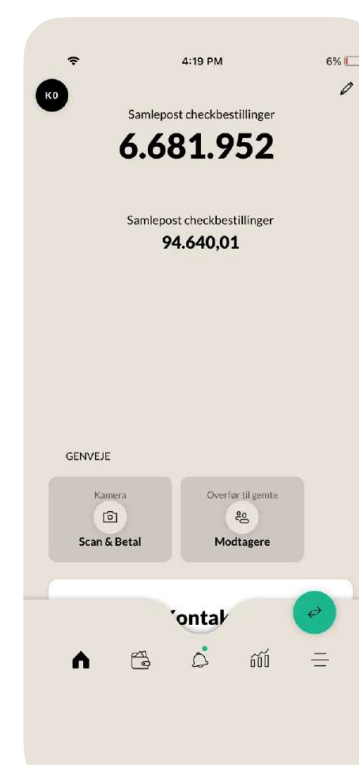 4:19 PM
6%
KO
Samlepost checkbestillinger
6.681.952
Samlepost checkbestillinger
94.640,01
GENVEJE
Kamera
Overfør til gemte
Scan & Betal
Modtagere